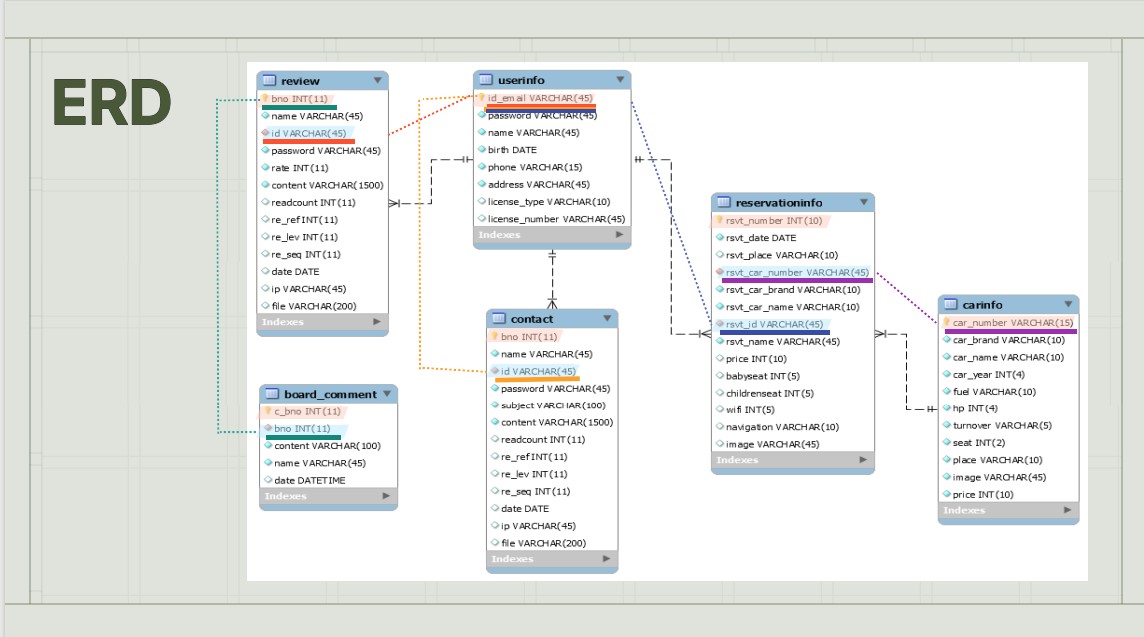 ERD
review
bno INT(11)
name VARCHAR(45)
id VARCHAR(45)
password VARCHAR(45)
rate INT(11)
content VARCHAR(1500)
readcount INT(11)
re_ref INT(11)
re_lev INT(11)
re_seq INT(11)
date DATE
ip VARCHAR(45)
file VARCHAR(200)
Indexes
userinfo
id_email VARCHAR(45)
password VARCHAR(45)
name VARCHAR(45)
birth DATE
phone VARCHAR(15)
address VARCHAR(45)
license_type VARCHAR(10)
license_number VARCHAR(45)
Indexes
board_comment
c_bno INT(11)
bno INT(11)
content VARCHAR(100)
name VARCHAR(45)
date DATETIME
Indexes
contact
bno INT(11)
name VARCHAR(45)
id VARCHAR(45)
password VARCHAR(45)
subject VARCHAR(100)
content VARCHAR(1500)
readcount INT(11)
re_ref INT(11)
re_lev INT(11)
re_seq INT(11)
date DATE
ip VARCHAR(45)
file VARCHAR(200)
Indexes
reservationinfo
rsvt_number INT(10)
rsvt_date DATE
rsvt_place VARCHAR(10)
rsvt_car_number VARCHAR(45)
rsvt_car_brand VARCHAR(10)
rsvt_car_name VARCHAR(10)
rsvt_id VARCHAR(45)
rsvt_name VARCHAR(45)
price INT(10)
babyseat INT(5)
childrenseat INT(5)
wifi INT(5)
navigation VARCHAR(10)
image VARCHAR(45)
Indexes
carinfo
car_number VARCHAR(15)
car_brand VARCHAR(10)
car_name VARCHAR(10)
car_year INT(4)
fuel VARCHAR(10)
hp INT(4)
turnover VARCHAR(5)
seat INT(2)
place VARCHAR(10)
image VARCHAR(45)
price INT(10)
Indexes